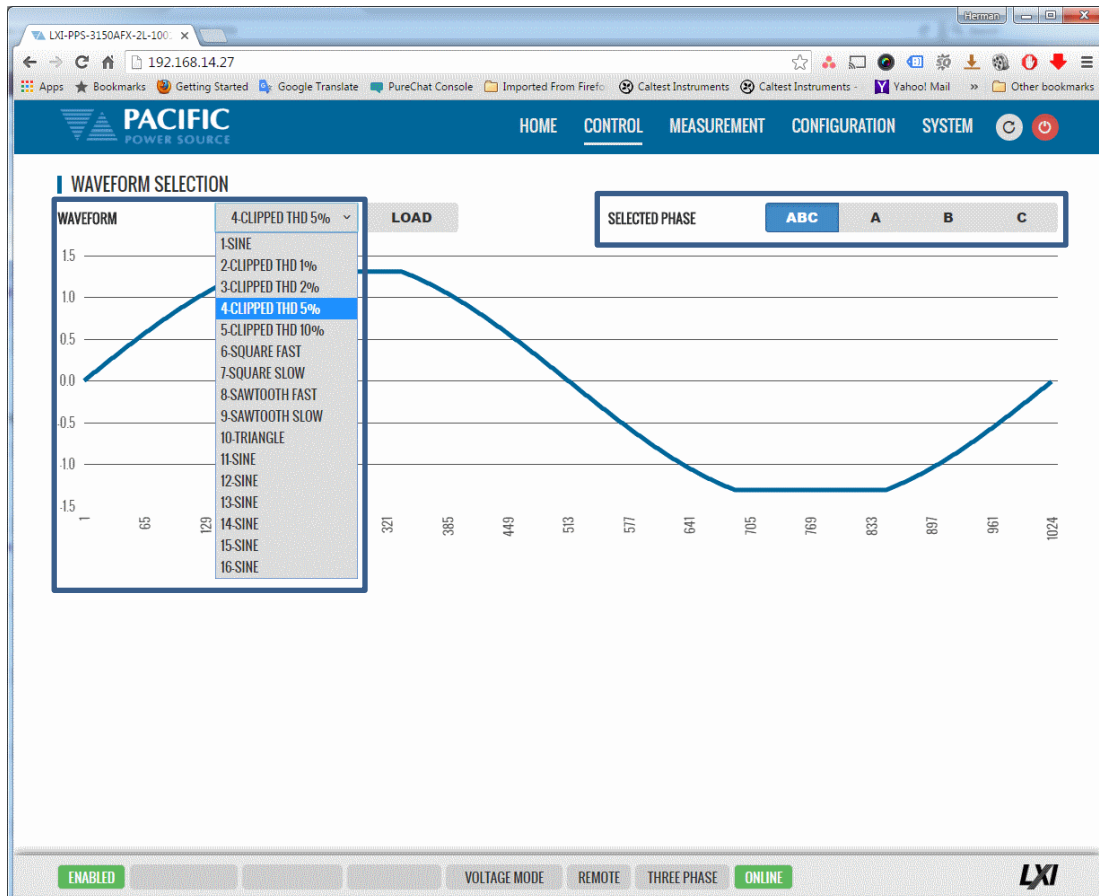 Herman
LXI-PPS-3150AFX-2L-100
192.168.14.27
Apps Bookmarks Getting Started Google Translate PureChat Console Imported From Firefo Caltest Instruments Caltest Instruments - Yahoo! Mail » Other bookmarks
PACIFIC
POWER SOURCE
HOME CONTROL MEASUREMENT CONFIGURATION SYSTEM
WAVEFORM SELECTION
WAVEFORM 4-CLIPPED THD 5% LOAD SELECTED PHASE ABC A B C
1-SINE
2-CLIPPED THD 1%
3-CLIPPED THD 2%
4-CLIPPED THD 5%
5-CLIPPED THD 10%
6-SQUARE FAST
7-SQUARE SLOW
8-SAWTOOTH FAST
9-SAWTOOTH SLOW
10-TRIANGLE
11-SINE
12-SINE
13-SINE
14-SINE
15-SINE
16-SINE
1.5
1.0
0.5
0.0
-0.5
-1.0
-1.5
1 65 129 321 385 449 513 577 641 705 769 833 897 961 1024
ENABLED VOLTAGE MODE REMOTE THREE PHASE ONLINE LXI